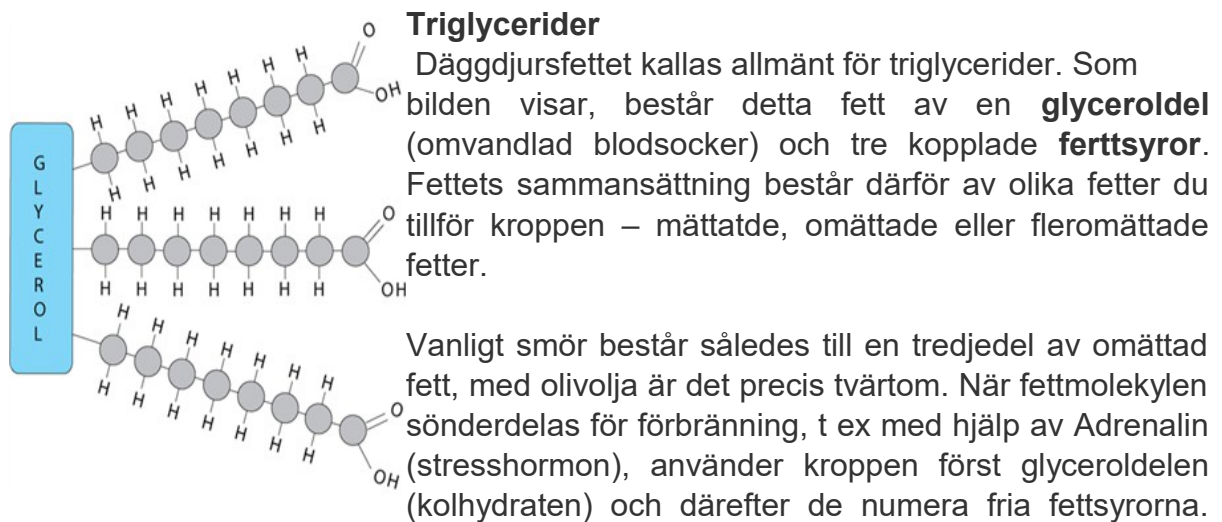 Triglycerider
Däggdjursfettet kallas allmänt för triglycerider. Som
bilden visar, består detta fett av en glyceroldel
(omvandlad blodsocker) och tre kopplade ferttsyror.
Fettets sammansättning består därför av olika fetter du
tillför kroppen – mättatde, omättade eller fleromättade
fetter.
Vanligt smör består således till en tredjedel av omättad
fett, med olivolja är det precis tvärtom. När fettmolekylen
sönderdelas för förbränning, t ex med hjälp av Adrenalin
(stresshormon), använder kroppen först glyceroldelen
(kolhydraten) och därefter de numera fria fettsyrorna.
GLYCEROL
H H H H H H H O
OH
H H H H H H H
H H H H H H H O
OH
H H H H H H H
H H H H H H H O
OH
H H H H H H H